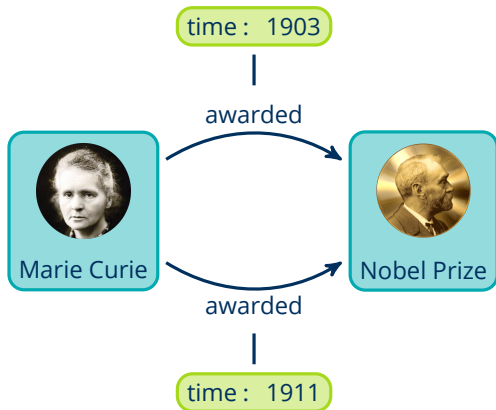 time: 1903
awarded
Marie Curie
Nobel Prize
awarded
time: 1911